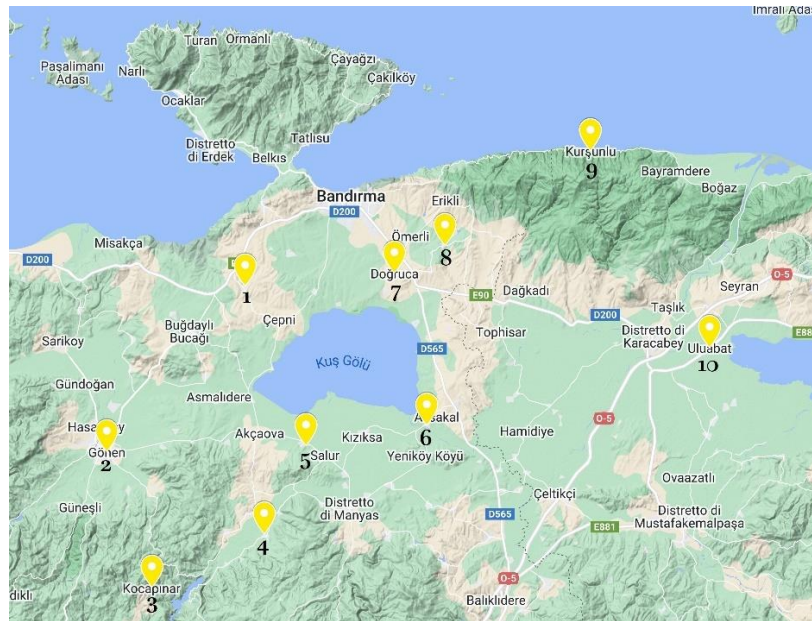 İmralı Adası
Turan
Ormanlı
Paşalimanı
Adası
Narlı
Çayağzı
Çakılköy
Ocaklar
Distretto
di Erdek
Tatlısu
Belkıs
Kurşunlu
9
Bayramdere
Boğaz
Bandırma
D200
Erikli
Misakça
Ömerli
8
D200
1
Doğruca
7
E90
Dağkadı
Seyran
O-5
Taşlık
D200
Çepni
Buğdaylı
Bucağı
Tophisar
Distretto di
Karacabey
E88
Uluabat
10
Sarıkoy
D565
Kuş Gölü
Gündoğan
Asmalıdere
6
O-5
Gönen
2
Akçaova
5
Salur
Kızıksa
Hamidiye
Yeniköy Köyü
Ovaazatlı
Güneşli
4
Distretto
di Manyas
Çeltikçi
D565
E881
Distretto di
Mustafakemalpaşa
Kocapınar
3
O-5
Balıklıdere